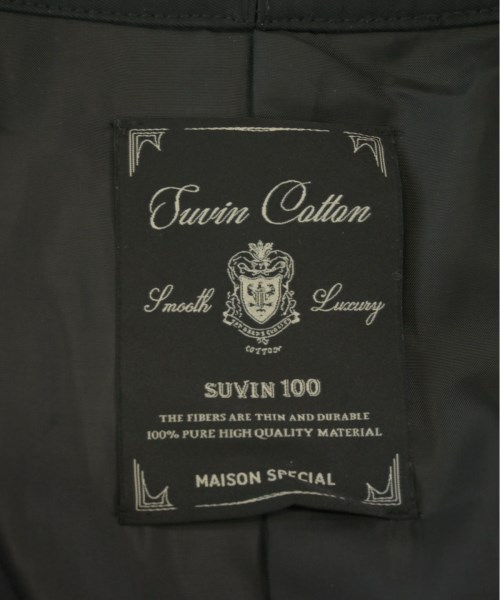 Suvin Cotton
Smooth Luxury
COTTON
SUVIN 100
THE FIBERS ARE THIN AND DURABLE
100% PURE HIGH QUALITY MATERIAL
MAISON SPECIAL